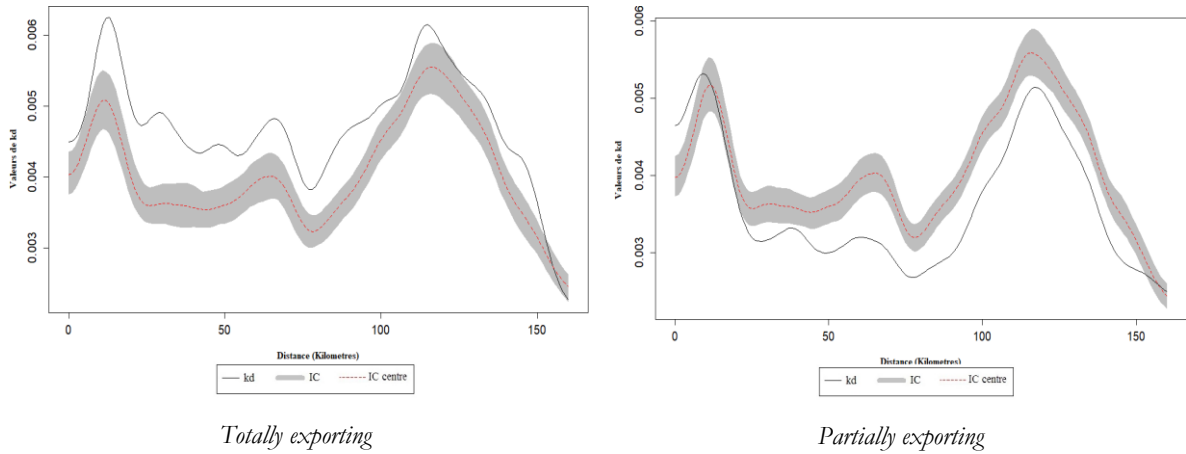 0.006
0.005
0.004
0.003
Valeurs de kd
0 50 100 150
Distance (Kilometres)
kd IC IC centre
Totally exporting
0.006
0.005
0.004
0.003
Valeurs de kd
0 50 100 150
Distance (Kilometres)
kd IC IC centre
Partially exporting